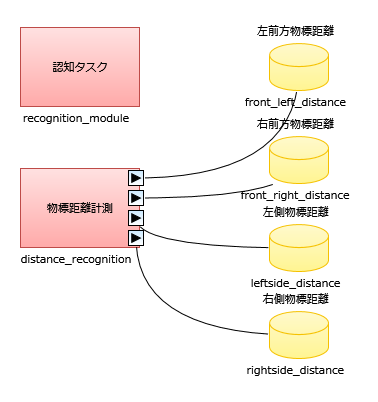 認知タスク
recognition_module
物標距離計測
distance_recognition
左前方物標距離
front_left_distance
右前方物標距離
front_right_distance
左側物標距離
leftside_distance
右側物標距離
rightside_distance